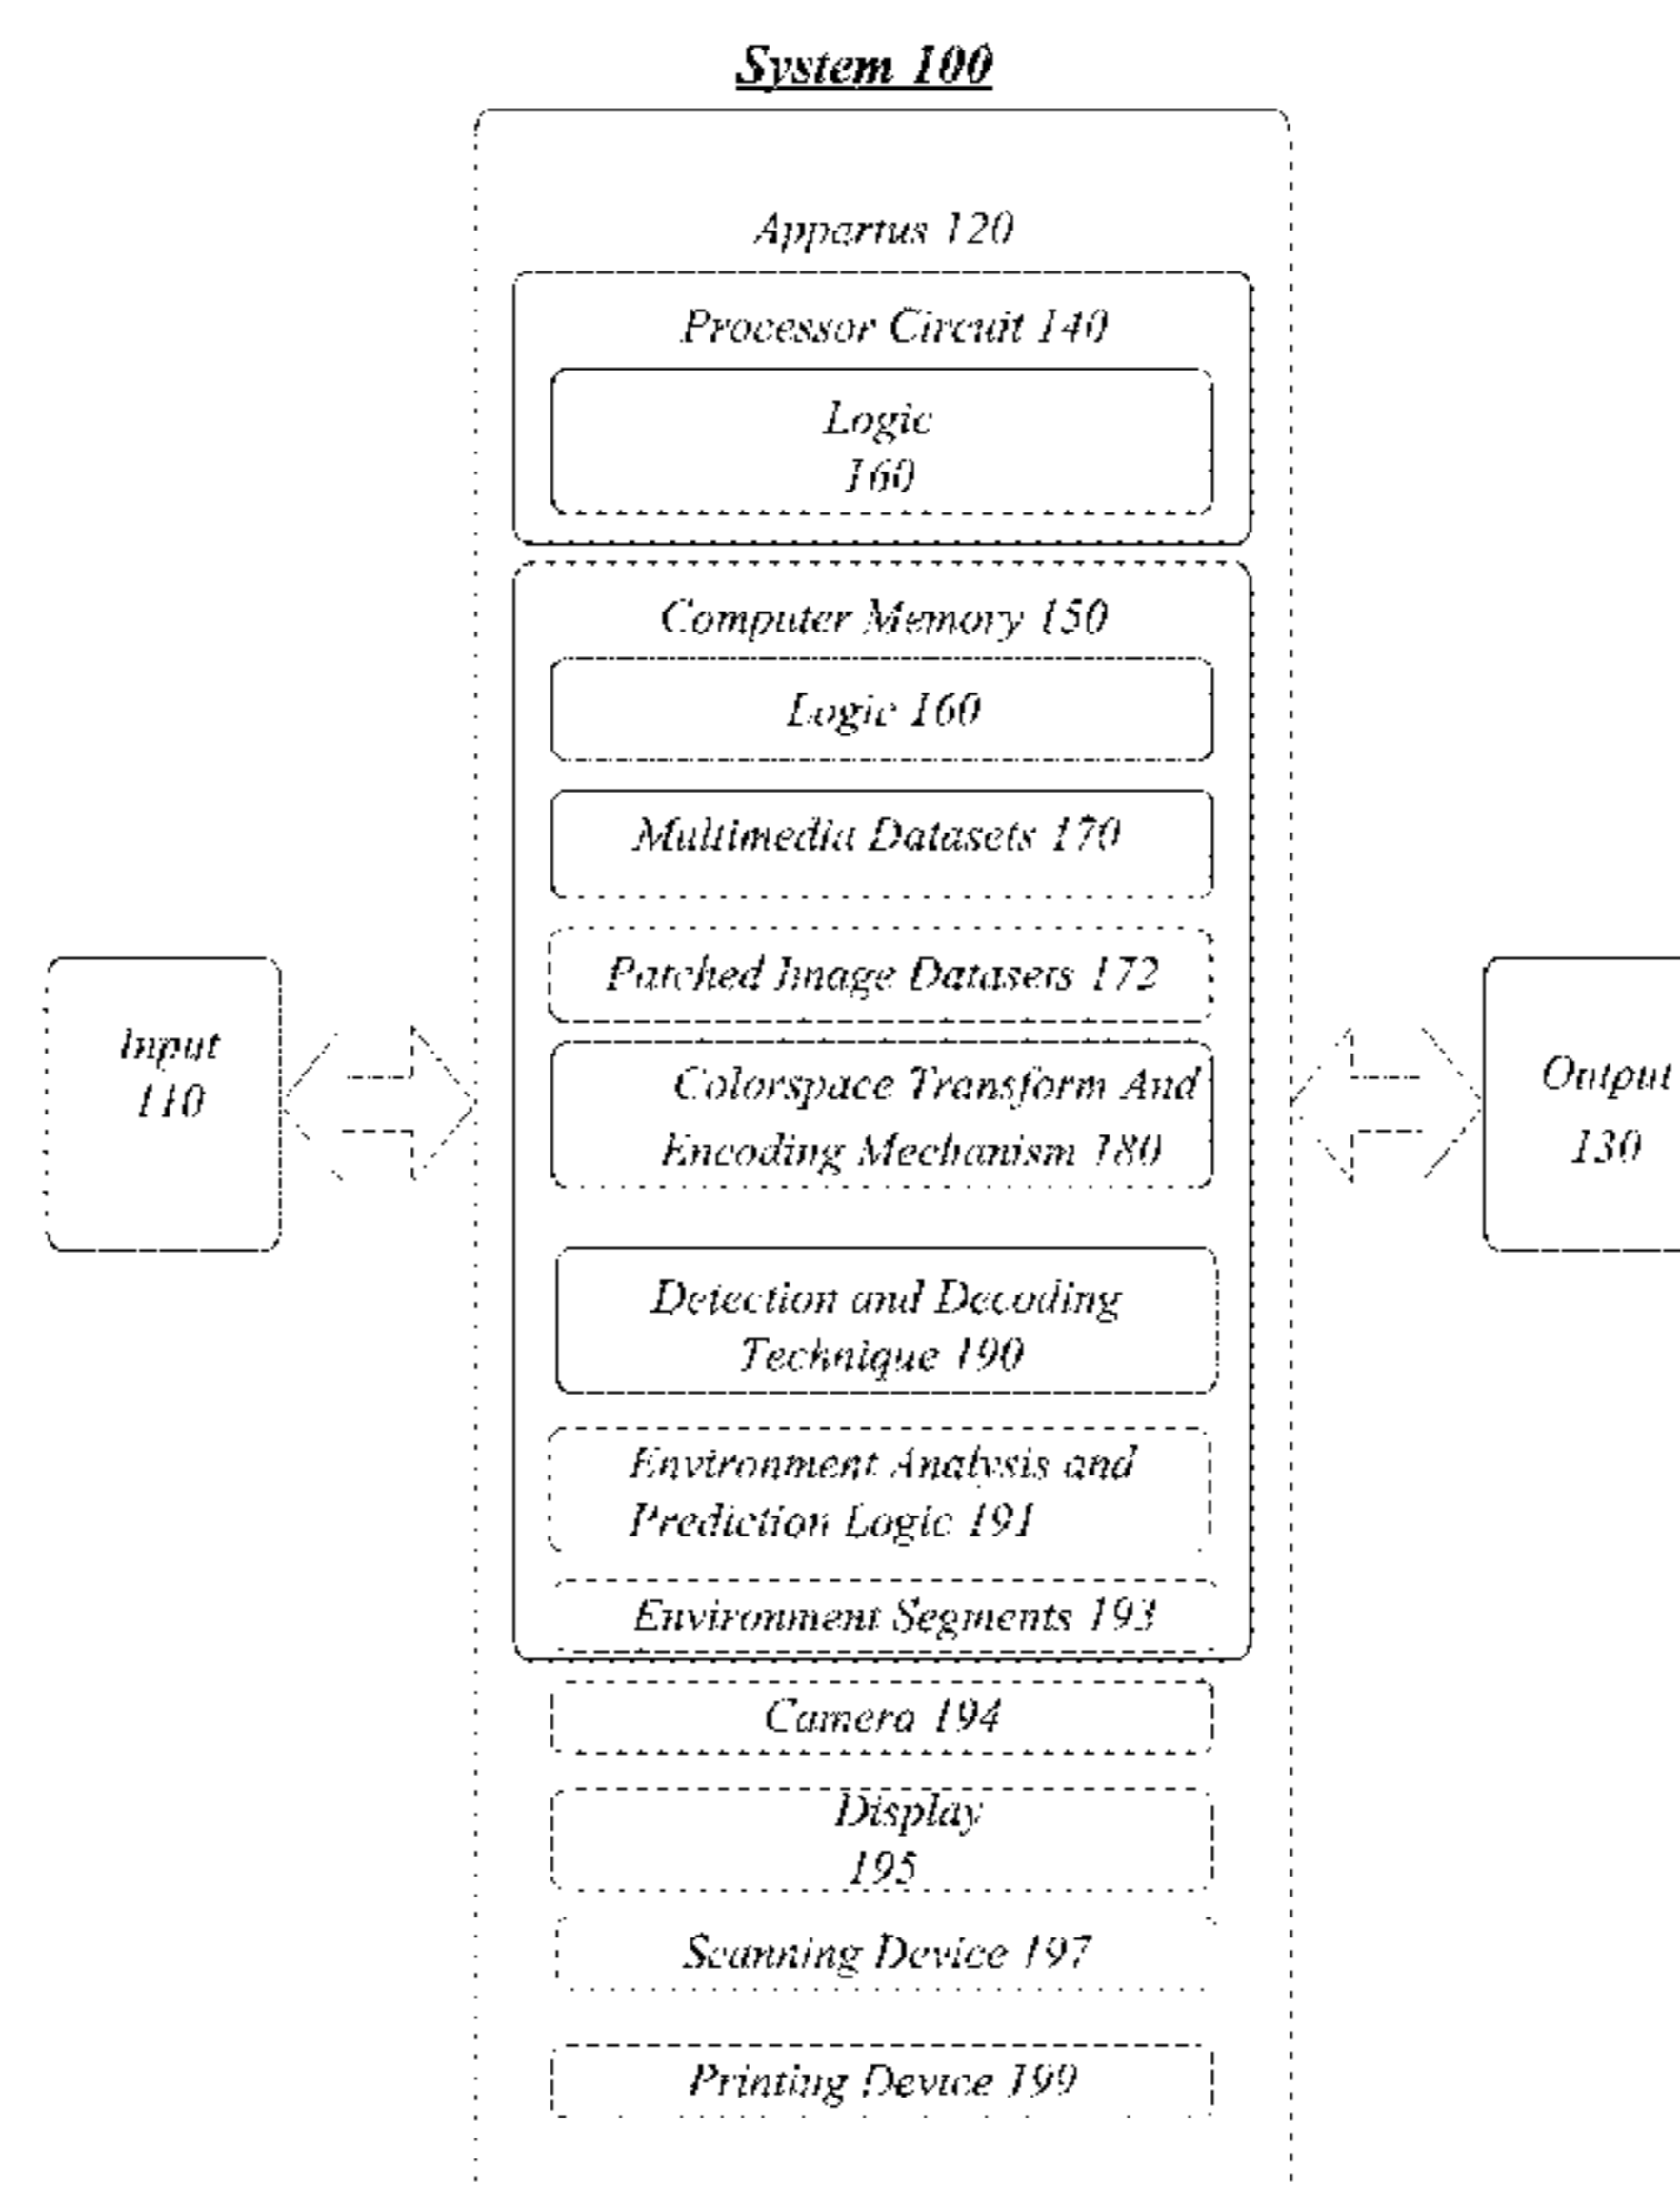 System 100
Appartus 120
Processor Circuit 140
Logic
160
Computer Memory 150
Logic 160
Multimedia Datasets 170
Patched Image Datasets 172
Colorspace Transform And
Encoding Mechanism 180
Detection and Decoding
Technique 190
Environment Analysis and
Prediction Logic 191
Environment Segments 193
Camera 194
Display
195
Scanning Device 197
Printing Device 199
Input
110
Output
130